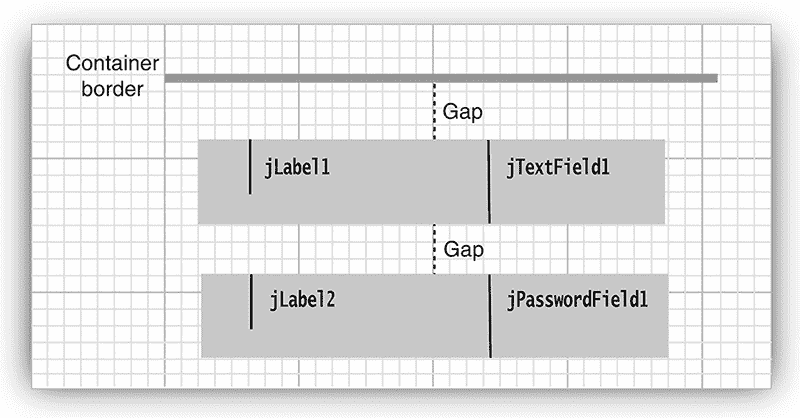 Container
border
Gap
jLabel1 jTextField1
Gap
jLabel2 jPasswordField1